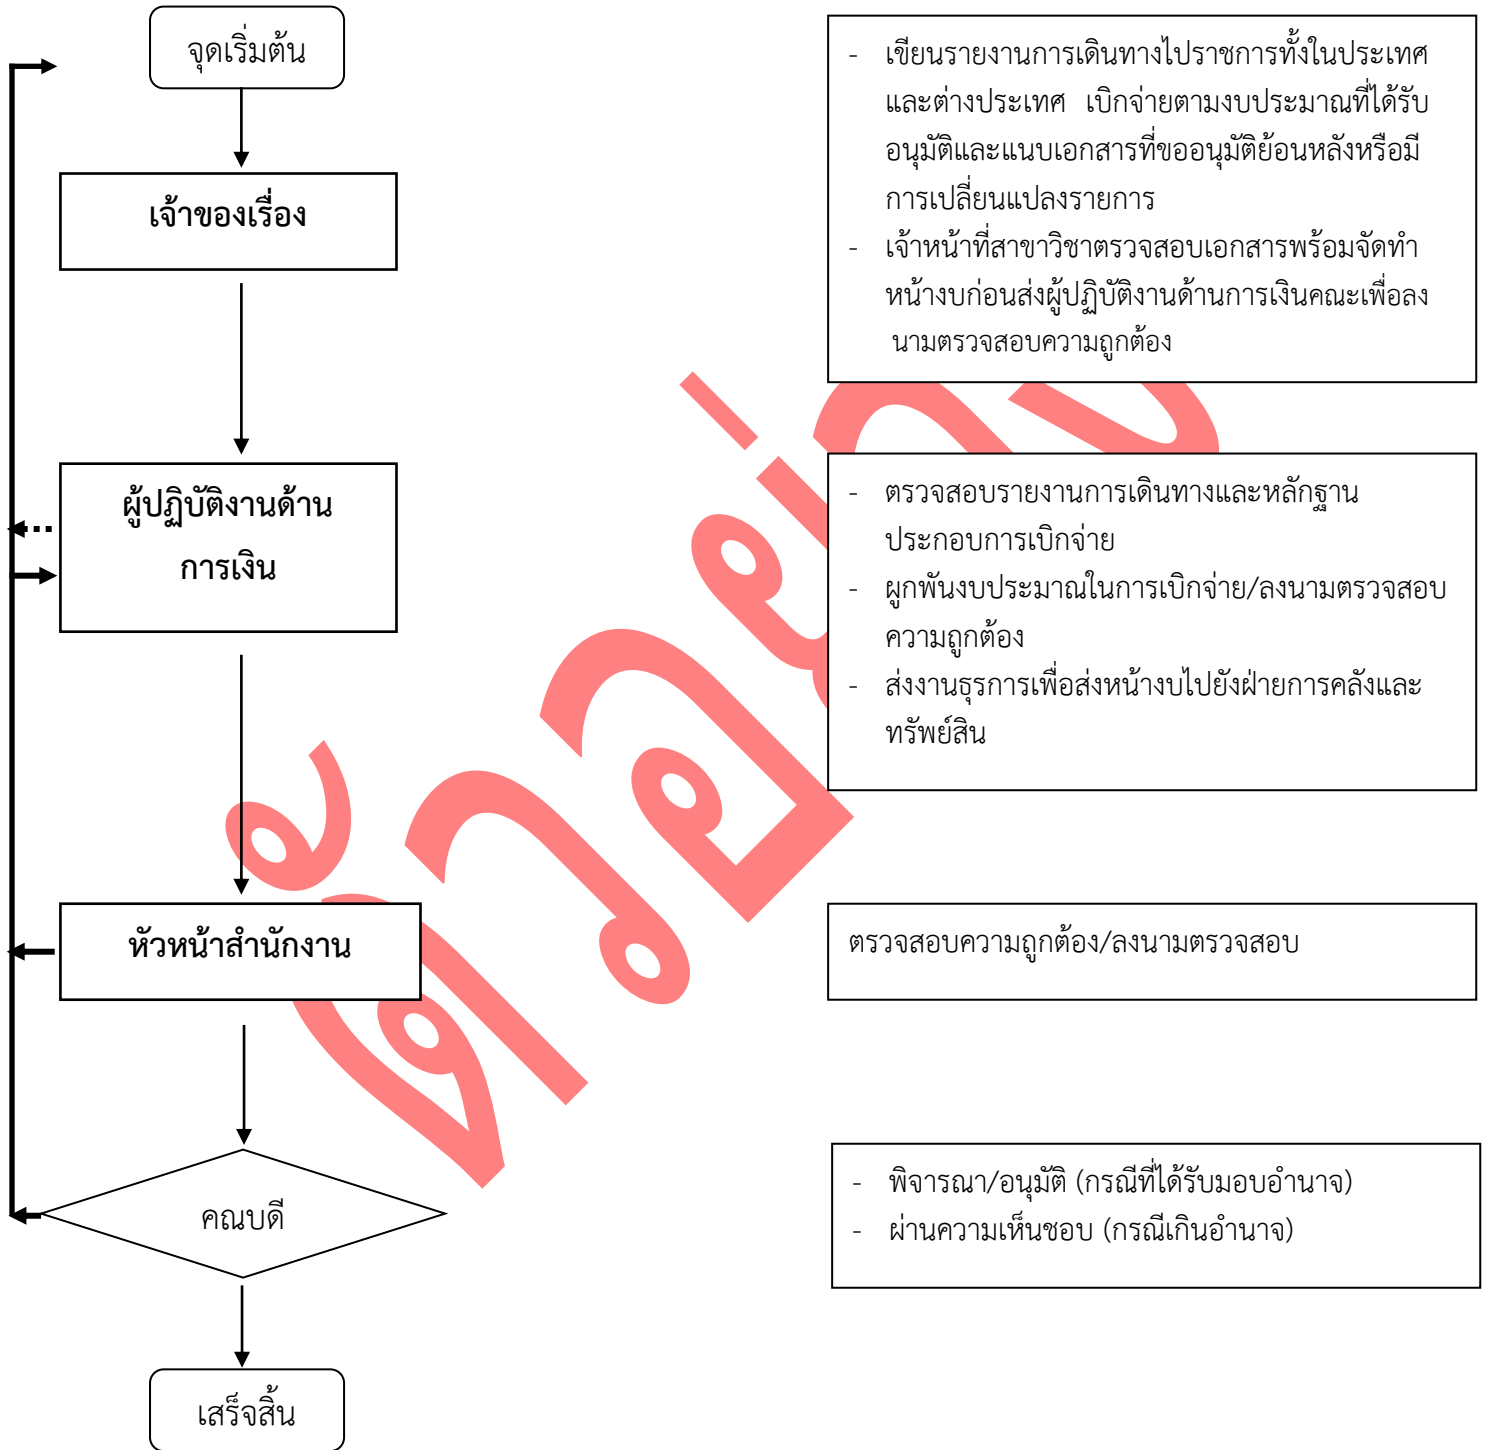 จุดเริ่มต้น
เจ้าของเรื่อง
- เขียนรายงานการเดินทางไปราชการทั้งในประเทศ
และต่างประเทศ เบิกจ่ายตามงบประมาณที่ได้รับ
อนุมัติและแนบเอกสารที่ขออนุมัติย้อนหลังหรือมี
การเปลี่ยนแปลงรายการ
- เจ้าหน้าที่สาขาวิชาตรวจสอบเอกสารพร้อมจัดทำ
หน้างบก่อนส่งผู้ปฏิบัติงานด้านการเงินคณะเพื่อลง
นามตรวจสอบความถูกต้อง
ผู้ปฏิบัติงานด้าน
การเงิน
- ตรวจสอบรายงานการเดินทางและหลักฐาน
ประกอบการเบิกจ่าย
- ผูกพันงบประมาณในการเบิกจ่าย/ลงนามตรวจสอบ
ความถูกต้อง
- ส่งงานธุรการเพื่อส่งหน้างบไปยังฝ่ายการคลังและ
ทรัพย์สิน
หัวหน้าสำนักงาน
ตรวจสอบความถูกต้อง/ลงนามตรวจสอบ
คณบดี
- พิจารณา/อนุมัติ (กรณีที่ได้รับมอบอำนาจ)
- ผ่านความเห็นชอบ (กรณีเกินอำนาจ)
เสร็จสิ้น
ตัวอย่าง